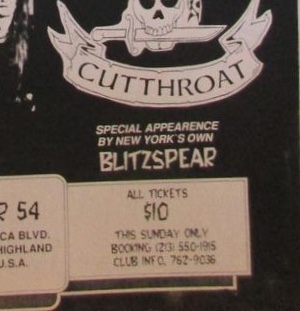 CUTTHROAT
SPECIAL APPEARENCE
BY NEW YORK'S OWN
BLITZSPEAR
54
CA BLVD.
HIGHLAND
U.S.A.
ALL TICKETS
$10
THIS SUNDAY ONLY
BOOKING (213) 550-1915
CLUB INFO. 762-9036